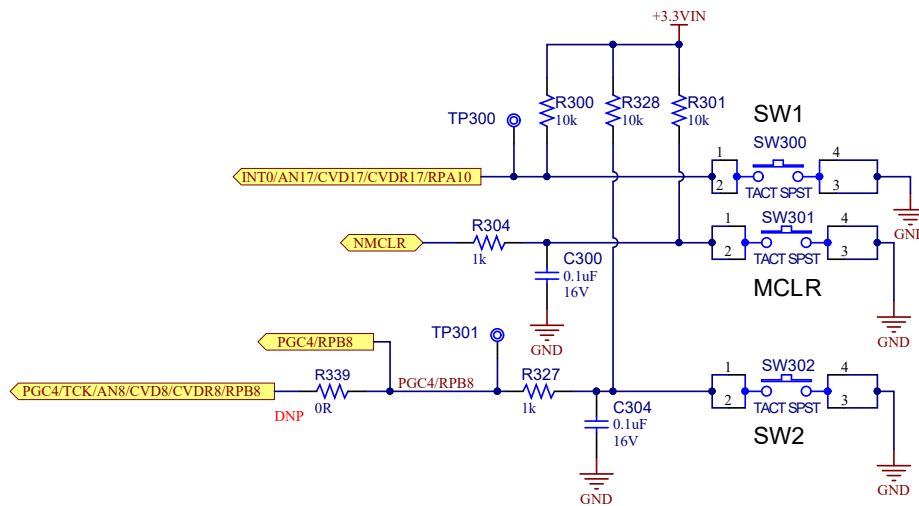 +3.3VIN
R300
10k
R328
10k
R301
10k
SW1
TP300
SW300
1
2
4
3
TACT SPST
INT0/AN17/CVD17/CVDR17/RPA10
GND
R304
1k
NMCLR
SW301
1
2
4
3
TACT SPST
MCLR
C300
0.1uF
16V
GND
GND
TP301
PGC4/RPB8
R339
0R
DNP
PGC4/TCK/AN8/CVD8/CVDR8/RPB8
PGC4/RPB8
R327
1k
SW302
1
2
4
3
TACT SPST
SW2
C304
0.1uF
16V
GND
GND